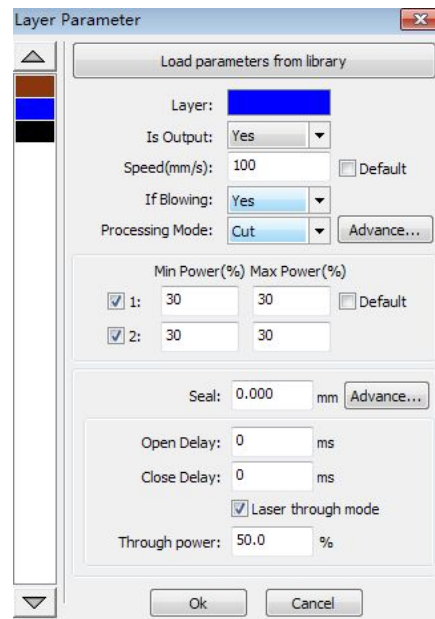 Layer Parameter
Load parameters from library
Layer:
Is Output: Yes
Speed(mm/s): 100 Default
If Blowing: Yes
Processing Mode: Cut Advance...
Min Power(%) Max Power(%)
1: 30 30 Default
2: 30 30
Seal: 0.000 mm Advance...
Open Delay: 0 ms
Close Delay: 0 ms
Laser through mode
Through power: 50.0 %
Ok Cancel